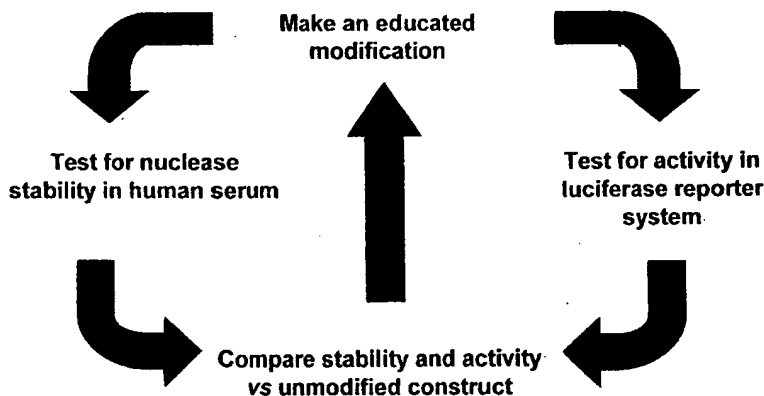 Make an educated
modification
Test for nuclease
stability in human serum
Test for activity in
luciferase reporter
system
Compare stability and activity
vs unmodified construct